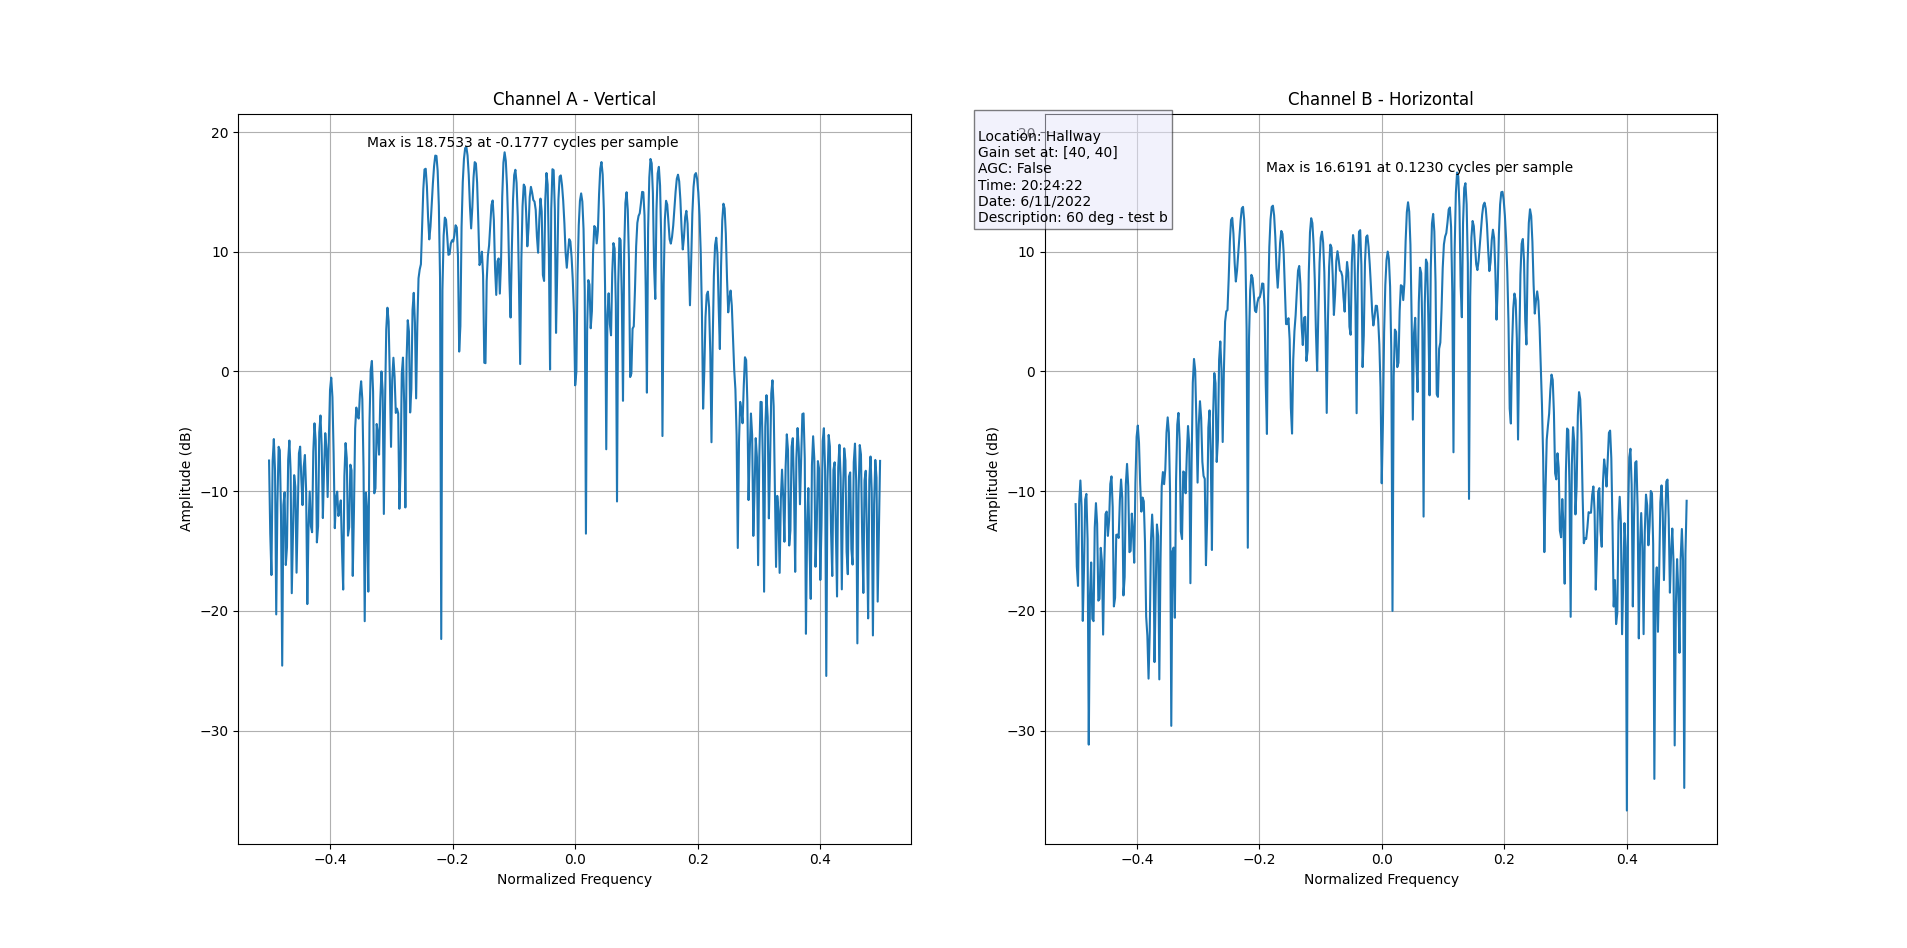 Channel A - Vertical
Max is 18.7533 at -0.1777 cycles per sample
20
10
0
−10
−20
−30
Amplitude (dB)
−0.4
−0.2
0.0
0.2
0.4
Normalized Frequency
Channel B - Horizontal
Location: Hallway
Gain set at: [40, 40]
AGC: False
Time: 20:24:22
Date: 6/11/2022
Description: 60 deg - test b
Max is 16.6191 at 0.1230 cycles per sample
20
10
0
−10
−20
−30
Amplitude (dB)
−0.4
−0.2
0.0
0.2
0.4
Normalized Frequency